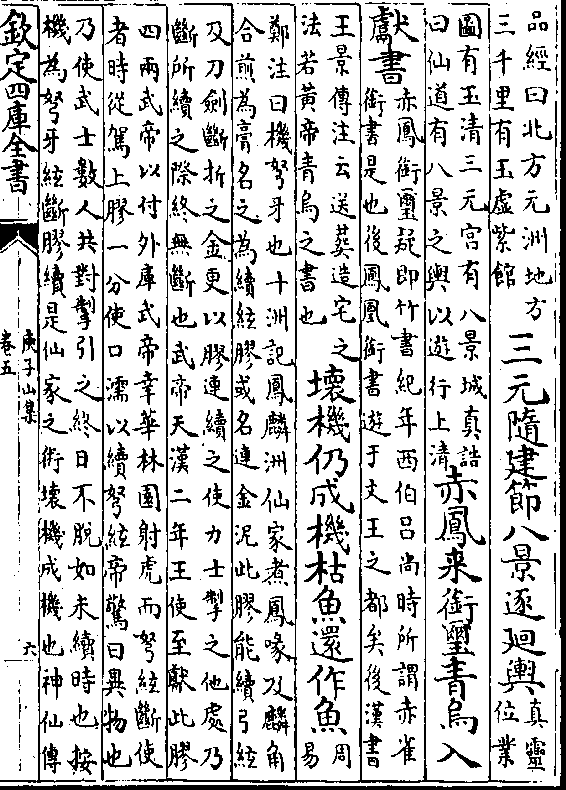 品經曰北方元洲地方
三千里有玉虛紫館
三元隨建節八景逐廻輿
真靈
位業
圖有玉清三元宮有八景城真誥
曰仙道有八景之輿以遊行上清
赤鳳来銜璽青烏入
獻書
赤鳳銜璽疑即竹書紀年西伯吕尚時所謂赤雀
銜書是也後鳳凰銜書遊于文王之都矣後漢書
王景傳注云送葬造宅之
法若黃帝青烏之書也
壞機仍成機枯魚還作魚
周
易
鄭注曰機弩牙也十洲記鳳麟洲仙家煮鳳喙及麟角
合煎為膏名之為續絃膠或名連金泥此膠能續弓絃
及刀劍斷折之金更以膠連續之使力士掣之他處乃
斷所續之際終無斷也武帝天漢二年王使至獻此膠
四兩武帝以付外庫武帝幸華林園射虎而弩絃斷使
者時從駕上膠一分使口濡以續弩絃帝驚曰異物也
乃使武士數人共對掣引之終日不脫如未續時也按
機為弩牙絃斷膠續是仙家之術壞機成機也神仙傳
欽定四庫全書
庾子山集
卷五
六